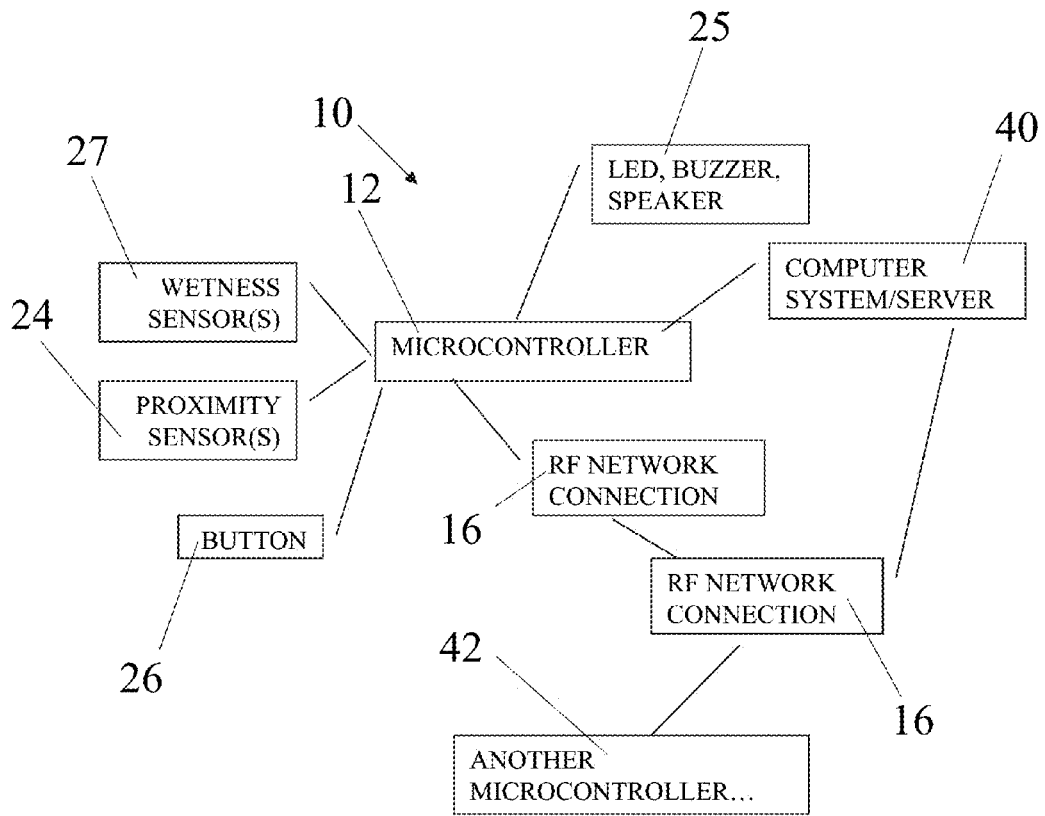 25
10
40
27
LED, BUZZER,
SPEAKER
12
COMPUTER
SYSTEM/SERVER
WETNESS
SENSOR(S)
24
MICROCONTROLLER
PROXIMITY
SENSOR(S)
RF NETWORK
CONNECTION
16
BUTTON
RF NETWORK
CONNECTION
42
26
16
ANOTHER
MICROCONTROLLER…